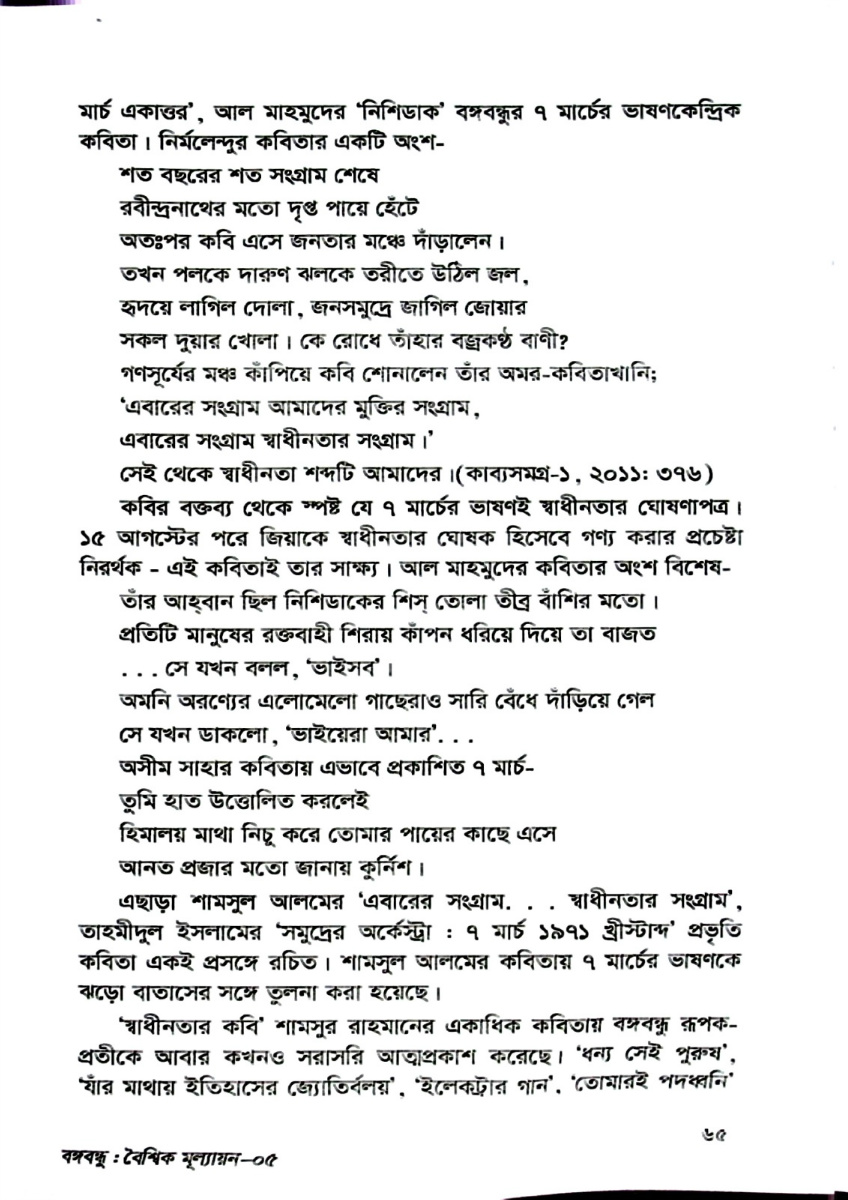 মার্চ একাত্তর’, আল মাহমুদের ‘নিশিডাক’ বঙ্গবন্ধুর ৭ মার্চের ভাষণকেন্দ্রিক
কবিতা। নির্মলেন্দুর কবিতার একটি অংশ-
শত বছরের শত সংগ্রাম শেষে
রবীন্দ্রনাথের মতো দৃপ্ত পায়ে হেঁটে
অতঃপর কবি এসে জনতার মঞ্চে দাঁড়ালেন।
তখন পলকে দারুণ ঝলকে তরীতে উঠিল জল,
হৃদয়ে লাগিল দোলা, জনসমুদ্রে জাগিল জোয়ার
সকল দুয়ার খোলা। কে রোধে তাঁহার বজ্রকণ্ঠ বাণী?
গণসূর্যের মঞ্চ কাঁপিয়ে কবি শোনালেন তাঁর অমর-কবিতাখানি;
‘এবারের সংগ্রাম আমাদের মুক্তির সংগ্রাম,
এবারের সংগ্রাম স্বাধীনতার সংগ্রাম।’
সেই থেকে স্বাধীনতা শব্দটি আমাদের।(কাব্যসমগ্র-১, ২০১১: ৩৭৬)
কবির বক্তব্য থেকে স্পষ্ট যে ৭ মার্চের ভাষণই স্বাধীনতার ঘোষণাপত্র।
১৫ আগস্টের পরে জিয়াকে স্বাধীনতার ঘোষক হিসেবে গণ্য করার প্রচেষ্টা
নিরর্থক - এই কবিতাই তার সাক্ষ্য। আল মাহমুদের কবিতার অংশ বিশেষ-
তাঁর আহ্‌বান ছিল নিশিডাকের শিস্‌ তোলা তীব্র বাঁশির মতো।
প্রতিটি মানুষের রক্তবাহী শিরায় কাঁপন ধরিয়ে দিয়ে তা বাজত
. . . সে যখন বলল, ‘ভাইসব’।
অমনি অরণ্যের এলোমেলো গাছেরাও সারি বেঁধে দাঁড়িয়ে গেল
সে যখন ডাকলো, ‘ভাইয়েরা আমার’. . .
অসীম সাহার কবিতায় এভাবে প্রকাশিত ৭ মার্চ-
তুমি হাত উত্তোলিত করলেই
হিমালয় মাথা নিচু করে তোমার পায়ের কাছে এসে
আনত প্রজার মতো জানায় কুর্নিশ।
এছাড়া শামসুল আলমের ‘এবারের সংগ্রাম. . . স্বাধীনতার সংগ্রাম’,
তাহমীদুল ইসলামের ‘সমুদ্রের অর্কেস্ট্রা : ৭ মার্চ ১৯৭১ খ্রীস্টাব্দ’ প্রভৃতি
কবিতা একই প্রসঙ্গে রচিত। শামসুল আলমের কবিতায় ৭ মার্চের ভাষণকে
ঝড়ো বাতাসের সঙ্গে তুলনা করা হয়েছে।
‘স্বাধীনতার কবি’ শামসুর রাহমানের একাধিক কবিতায় বঙ্গবন্ধু রূপক-
প্রতীকে আবার কখনও সরাসরি আত্মপ্রকাশ করেছে। ‘ধন্য সেই পুরুষ’,
‘যাঁর মাথায় ইতিহাসের জ্যোতির্বলয়’, ‘ইলেকট্রার গান’, ‘তোমারই পদধ্বনি’
৬৫
বঙ্গবন্ধু : বৈশ্বিক মূল্যায়ন-০৫